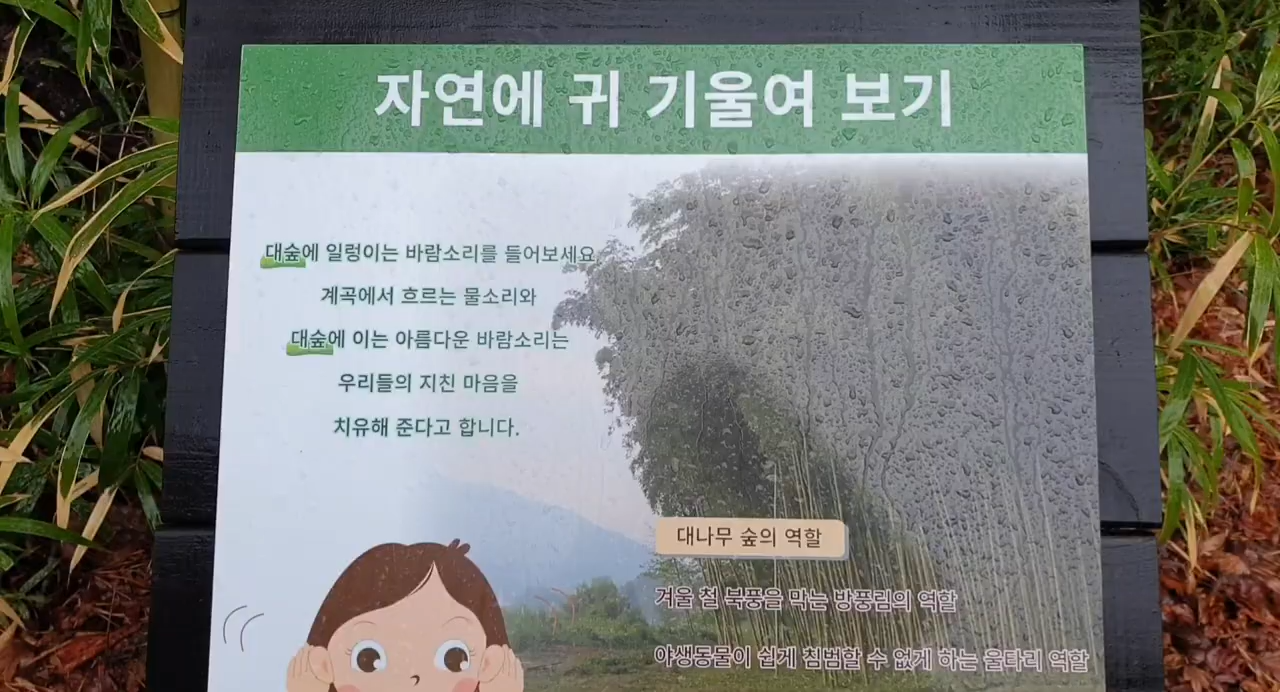 자연에 귀 기울여 보기
대숲에 일렁이는 바람소리를 들어보세요
계곡에서 흐르는 물소리와
대숲에 이는 아름다운 바람소리는
우리들의 지친 마음을
치유해 준다고 합니다.
대나무 숲의 역할
겨울 철 북풍을 막는 방풍림의 역할
야생동물이 쉽게 침범할 수 없게 하는 울타리 역할